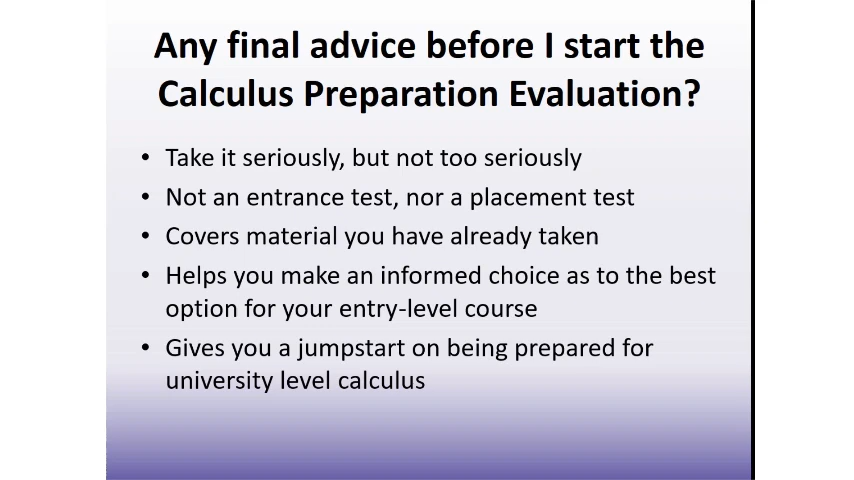 Any final advice before I start the
Calculus Preparation Evaluation?
• Take it seriously, but not too seriously
• Not an entrance test, nor a placement test
• Covers material you have already taken
• Helps you make an informed choice as to the best
option for your entry-level course
• Gives you a jumpstart on being prepared for
university level calculus